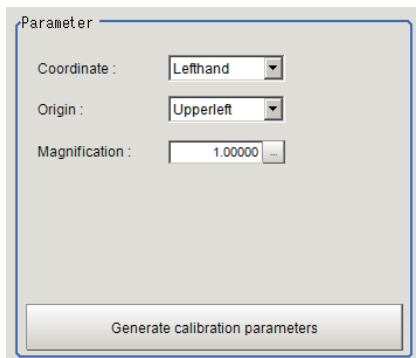 Parameter
Coordinate : Lefthand
Origin : Upperleft
Magnification : 1.00000 ...
Generate calibration parameters